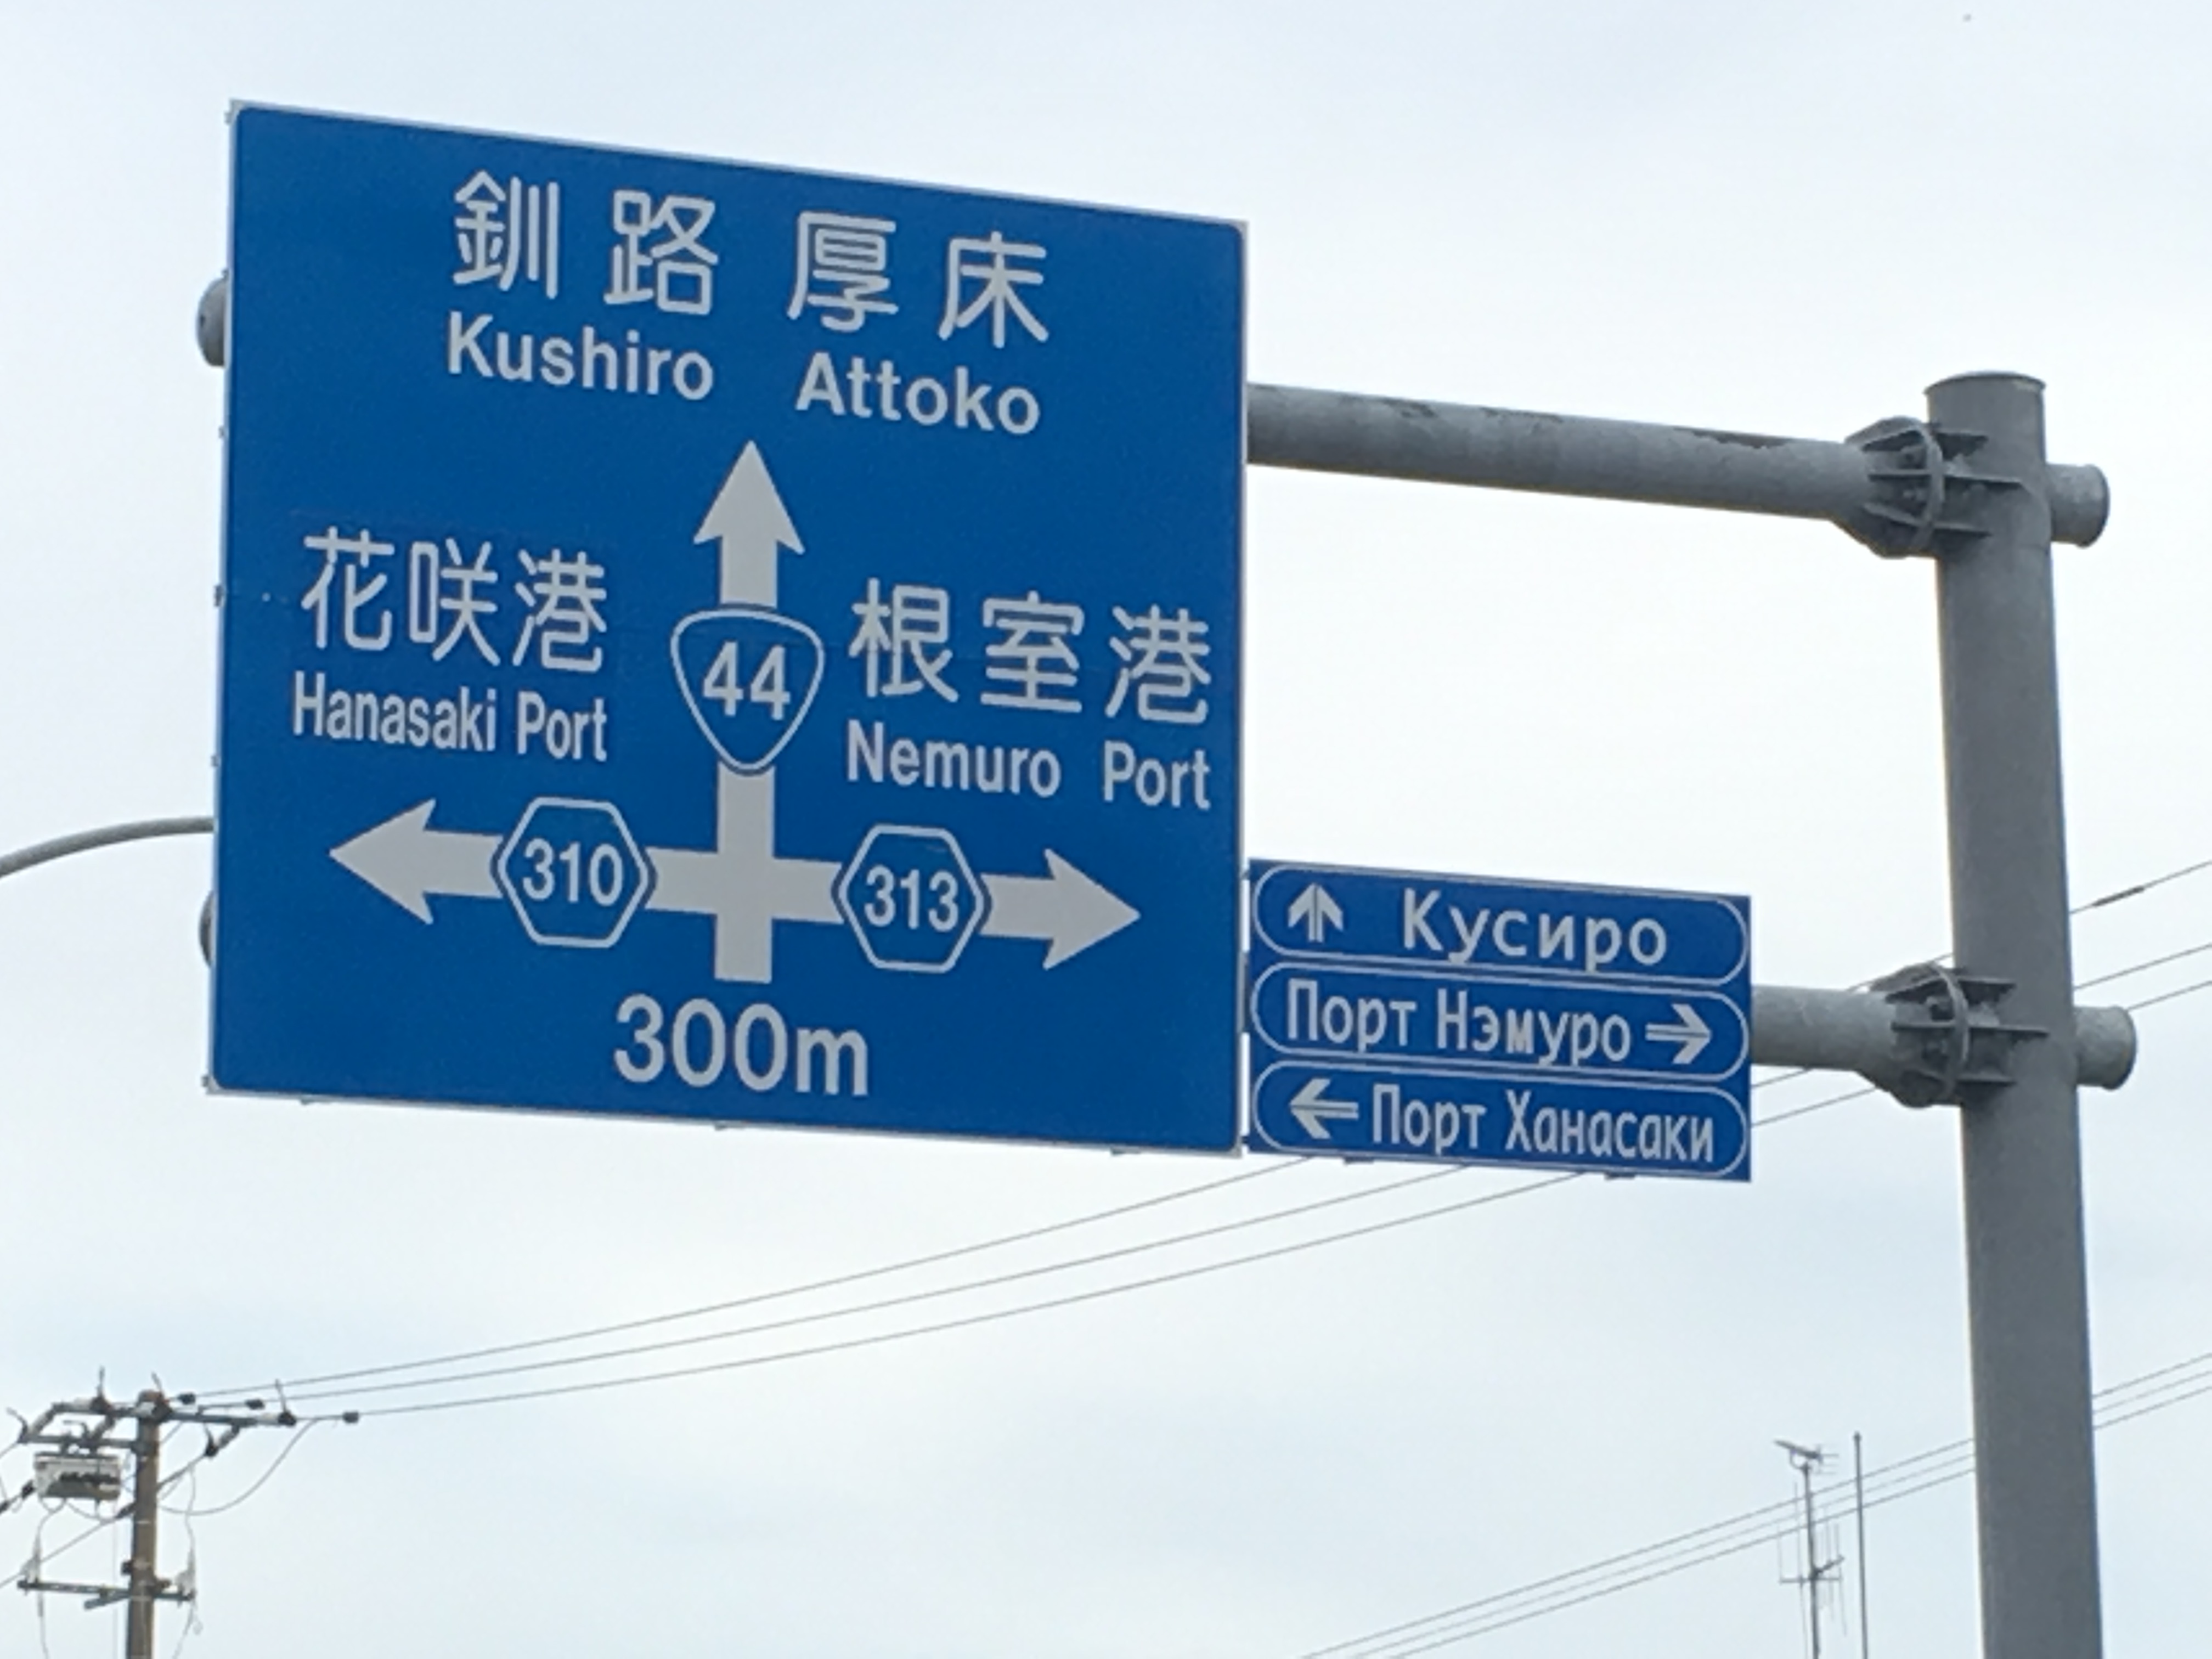 釧路 厚床
Kushiro Attoko
花咲港
Hanasaki Port
44
根室港
Nemuro Port
310
313
300m
Кусиро
Порт Нэмуро
Порт Ханасаки